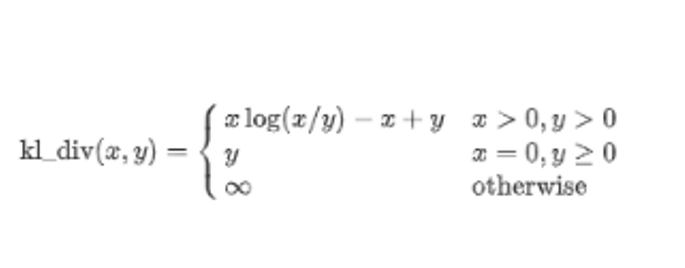 kl_div(x, y) = { x log(x/y) − x + y   x > 0, y > 0
y   x = 0, y ≥ 0
∞   otherwise